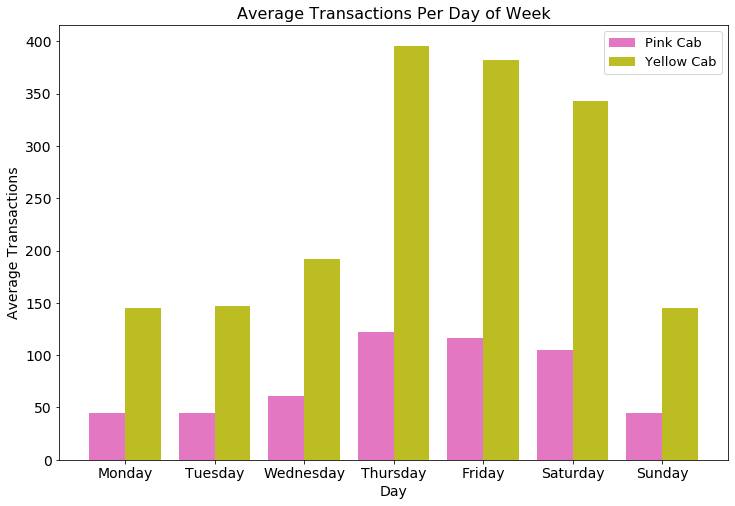 Average Transactions Per Day of Week
Pink Cab
Yellow Cab
Average Transactions
400
350
300
250
200
150
100
50
0
Monday Tuesday Wednesday Thursday Friday Saturday Sunday
Day